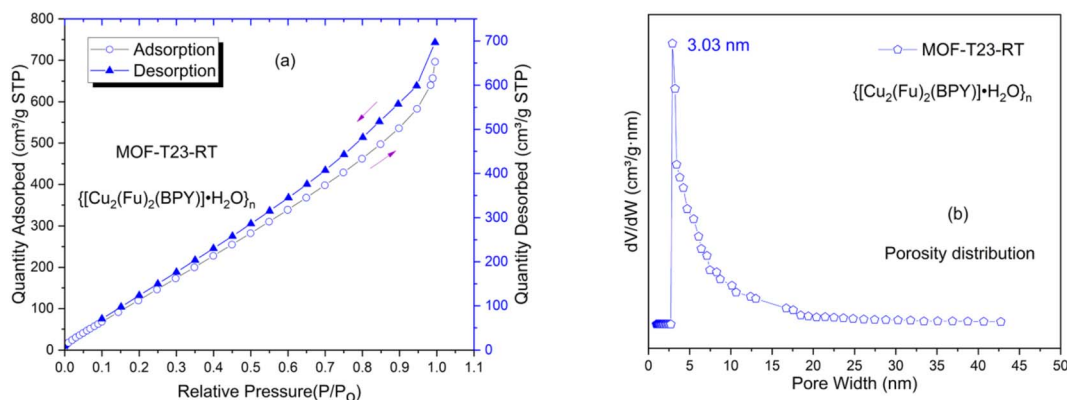 800
700
600
500
400
300
200
100
0
Quantity Adsorbed (cm³/g STP)
Adsorption
Desorption
(a)
MOF-T23-RT
{[Cu₂(Fu)₂(BPY)]•H₂O}ₙ
700
600
500
400
300
200
100
0
Quantity Desorbed (cm³/g STP)
0.0 0.1 0.2 0.3 0.4 0.5 0.6 0.7 0.8 0.9 1.0 1.1
Relative Pressure(P/P₀)
dV/dW (cm³/g·nm)
3.03 nm
MOF-T23-RT
{[Cu₂(Fu)₂(BPY)]•H₂O}ₙ
(b)
Porosity distribution
0 5 10 15 20 25 30 35 40 45 50
Pore Width (nm)